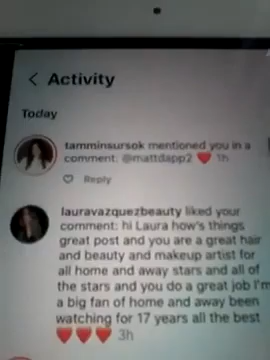 Activity
Today
tamminsursok mentioned you in a
comment: @mattdapp2 ❤️ 1h
Reply
lauravazquezbeauty liked your
comment: hi Laura how's things
great post and you are a great hair
and beauty and makeup artist for
all home and away stars and all of
the stars and you do a great job I'm
a big fan of home and away been
watching for 17 years all the best
❤️❤️❤️ 3h